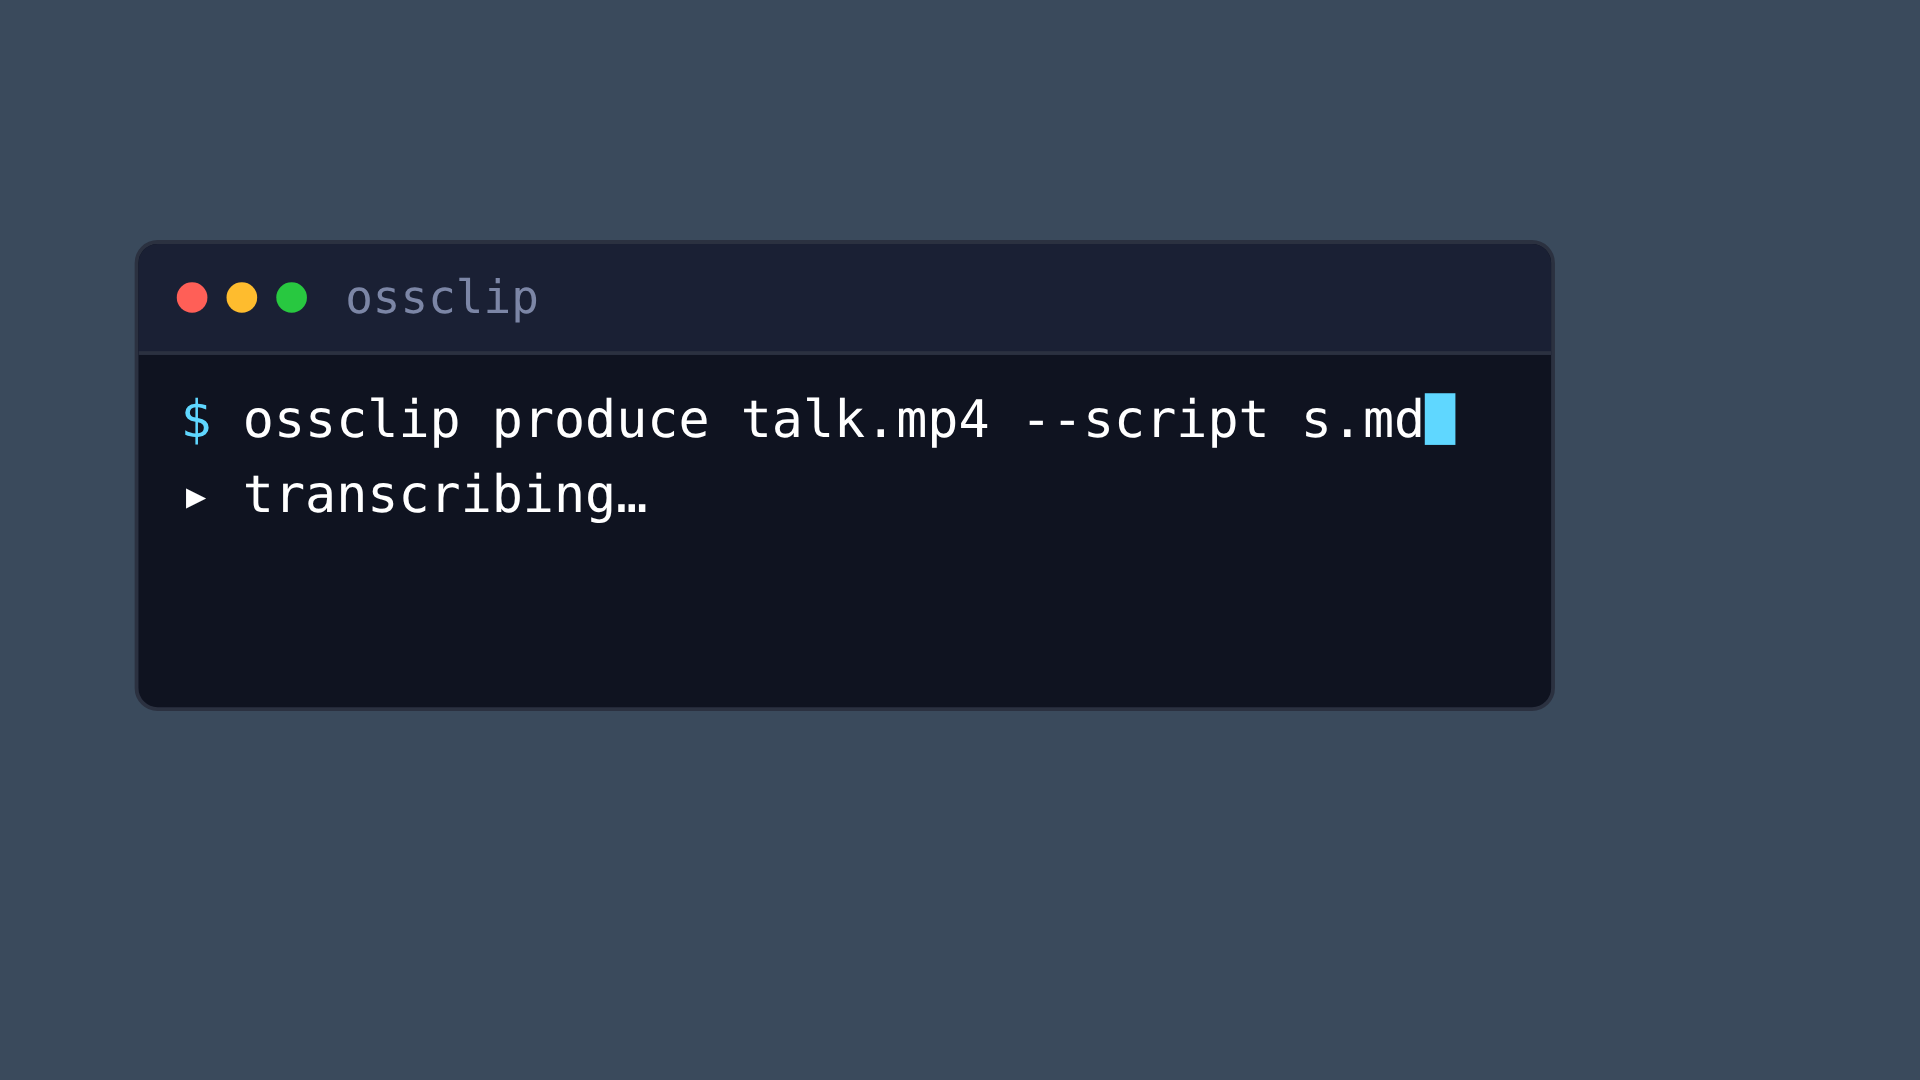 ossclip
$ ossclip produce talk.mp4 --script s.md
▸ transcribing…